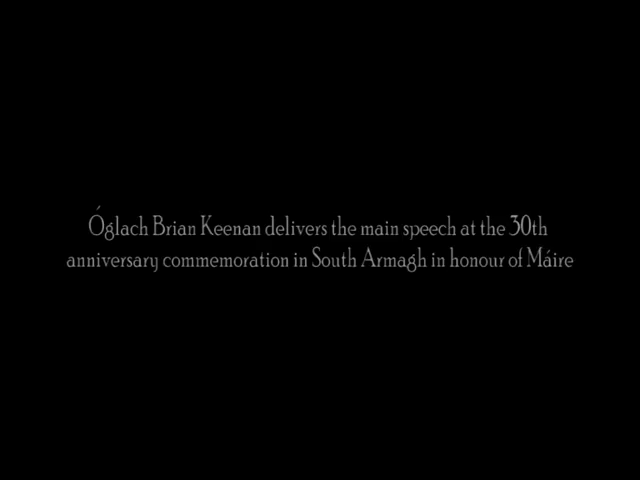 Óglach Brian Keenan delivers the main speech at the 30th
anniversary commemoration in South Armagh in honour of Máire